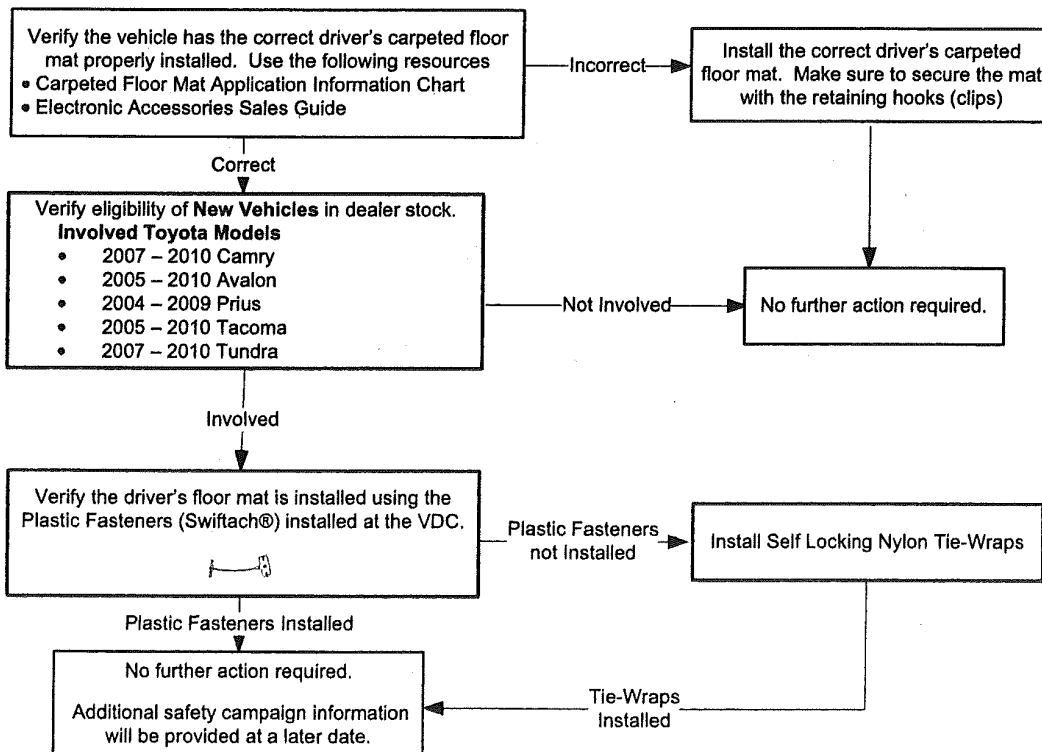 Verify the vehicle has the correct driver's carpeted floor
mat properly installed. Use the following resources
• Carpeted Floor Mat Application Information Chart
• Electronic Accessories Sales Guide
Incorrect
Install the correct driver's carpeted
floor mat. Make sure to secure the mat
with the retaining hooks (clips)
Correct
Verify eligibility of New Vehicles in dealer stock.
Involved Toyota Models
• 2007 – 2010 Camry
• 2005 – 2010 Avalon
• 2004 – 2009 Prius
• 2005 – 2010 Tacoma
• 2007 – 2010 Tundra
Not Involved
No further action required.
Involved
Verify the driver's floor mat is installed using the
Plastic Fasteners (Swiftach®) installed at the VDC.
Plastic Fasteners
not Installed
Install Self Locking Nylon Tie-Wraps
Plastic Fasteners Installed
No further action required.
Additional safety campaign information
will be provided at a later date.
Tie-Wraps
Installed